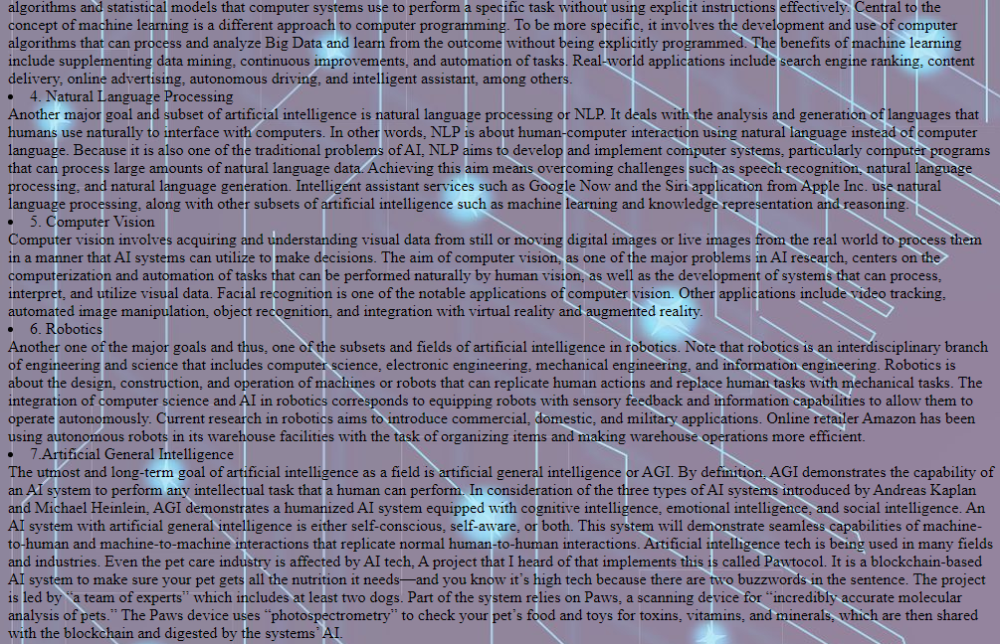 algorithms and statistical models that computer systems use to perform a specific task without using explicit instructions effectively. Central to the
concept of machine learning is a different approach to computer programming. To be more specific, it involves the development and use of computer
algorithms that can process and analyze Big Data and learn from the outcome without being explicitly programmed. The benefits of machine learning
include supplementing data mining, continuous improvements, and automation of tasks. Real-world applications include search engine ranking, content
delivery, online advertising, autonomous driving, and intelligent assistant, among others.
• 4. Natural Language Processing
Another major goal and subset of artificial intelligence is natural language processing or NLP. It deals with the analysis and generation of languages that
humans use naturally to interface with computers. In other words, NLP is about human-computer interaction using natural language instead of computer
language. Because it is also one of the traditional problems of AI, NLP aims to develop and implement computer systems, particularly computer programs
that can process large amounts of natural language data. Achieving this aim means overcoming challenges such as speech recognition, natural language
processing, and natural language generation. Intelligent assistant services such as Google Now and the Siri application from Apple Inc. use natural
language processing, along with other subsets of artificial intelligence such as machine learning and knowledge representation and reasoning.
• 5. Computer Vision
Computer vision involves acquiring and understanding visual data from still or moving digital images or live images from the real world to process them
in a manner that AI systems can utilize to make decisions. The aim of computer vision, as one of the major problems in AI research, centers on the
computerization and automation of tasks that can be performed naturally by human vision, as well as the development of systems that can process,
interpret, and utilize visual data. Facial recognition is one of the notable applications of computer vision. Other applications include video tracking,
automated image manipulation, object recognition, and integration with virtual reality and augmented reality.
• 6. Robotics
Another one of the major goals and thus, one of the subsets and fields of artificial intelligence in robotics. Note that robotics is an interdisciplinary branch
of engineering and science that includes computer science, electronic engineering, mechanical engineering, and information engineering. Robotics is
about the design, construction, and operation of machines or robots that can replicate human actions and replace human tasks with mechanical tasks. The
integration of computer science and AI in robotics corresponds to equipping robots with sensory feedback and information capabilities to allow them to
operate autonomously. Current research in robotics aims to introduce commercial, domestic, and military applications. Online retailer Amazon has been
using autonomous robots in its warehouse facilities with the task of organizing items and making warehouse operations more efficient.
• 7.Artificial General Intelligence
The utmost and long-term goal of artificial intelligence as a field is artificial general intelligence or AGI. By definition, AGI demonstrates the capability of
an AI system to perform any intellectual task that a human can perform. In consideration of the three types of AI systems introduced by Andreas Kaplan
and Michael Heinlein, AGI demonstrates a humanized AI system equipped with cognitive intelligence, emotional intelligence, and social intelligence. An
AI system with artificial general intelligence is either self-conscious, self-aware, or both. This system will demonstrate seamless capabilities of machine-
to-human and machine-to-machine interactions that replicate normal human-to-human interactions. Artificial intelligence tech is being used in many fields
and industries. Even the pet care industry is affected by AI tech, A project that I heard of that implements this is called Pawtocol. It is a blockchain-based
AI system to make sure your pet gets all the nutrition it needs—and you know it’s high tech because there are two buzzwords in the sentence. The project
is led by “a team of experts” which includes at least two dogs. Part of the system relies on Paws, a scanning device for “incredibly accurate molecular
analysis of pets.” The Paws device uses “photospectrometry” to check your pet’s food and toys for toxins, vitamins, and minerals, which are then shared
with the blockchain and digested by the systems’ AI.